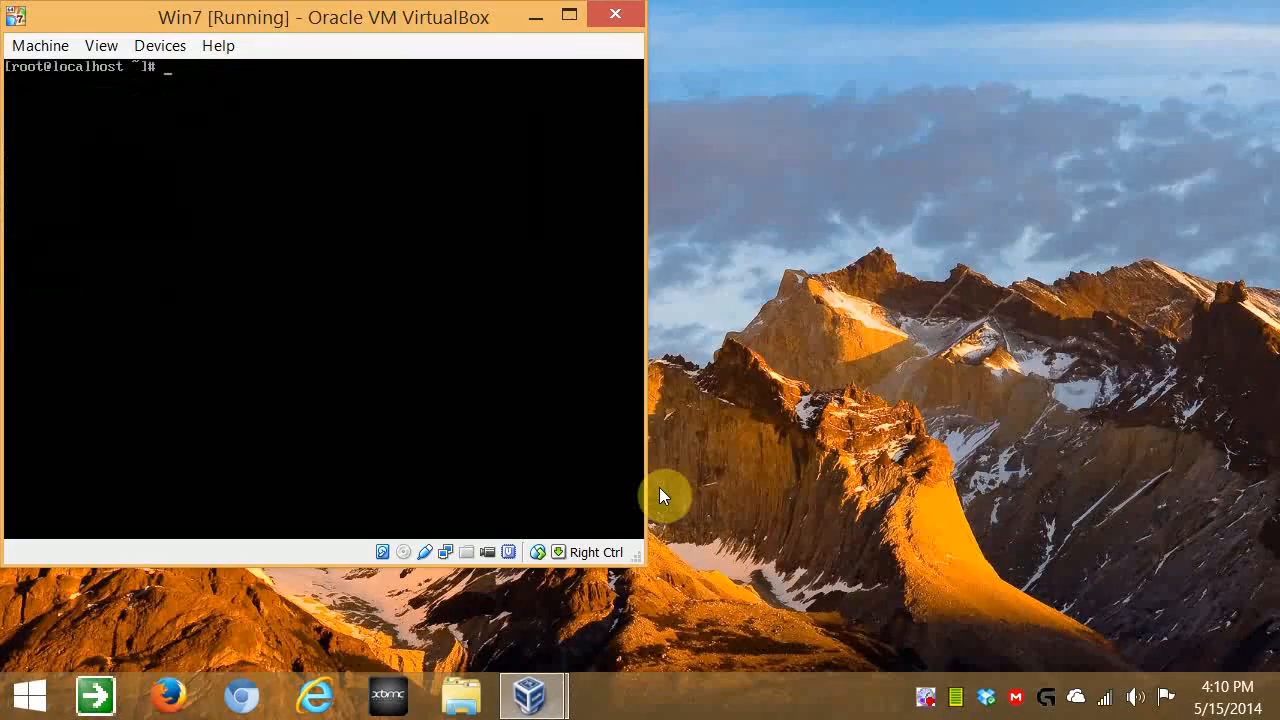 Win7 [Running] - Oracle VM VirtualBox
Machine View Devices Help
[root@localhost ~]# _
Right Ctrl
xbmc
4:10 PM
5/15/2014